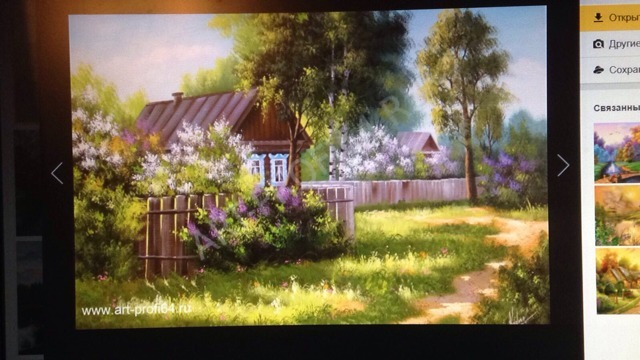 Откры
Другие
Сохра
Связанны
www.art-profi64.ru